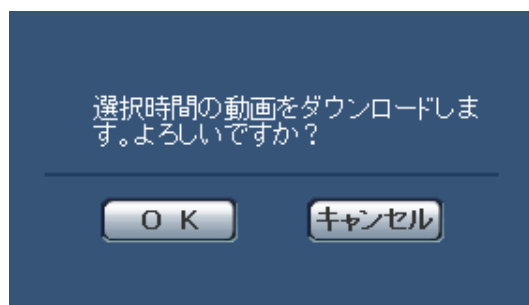 選択時間の動画をダウンロードしま
す。よろしいですか？
ＯＫ
キャンセル